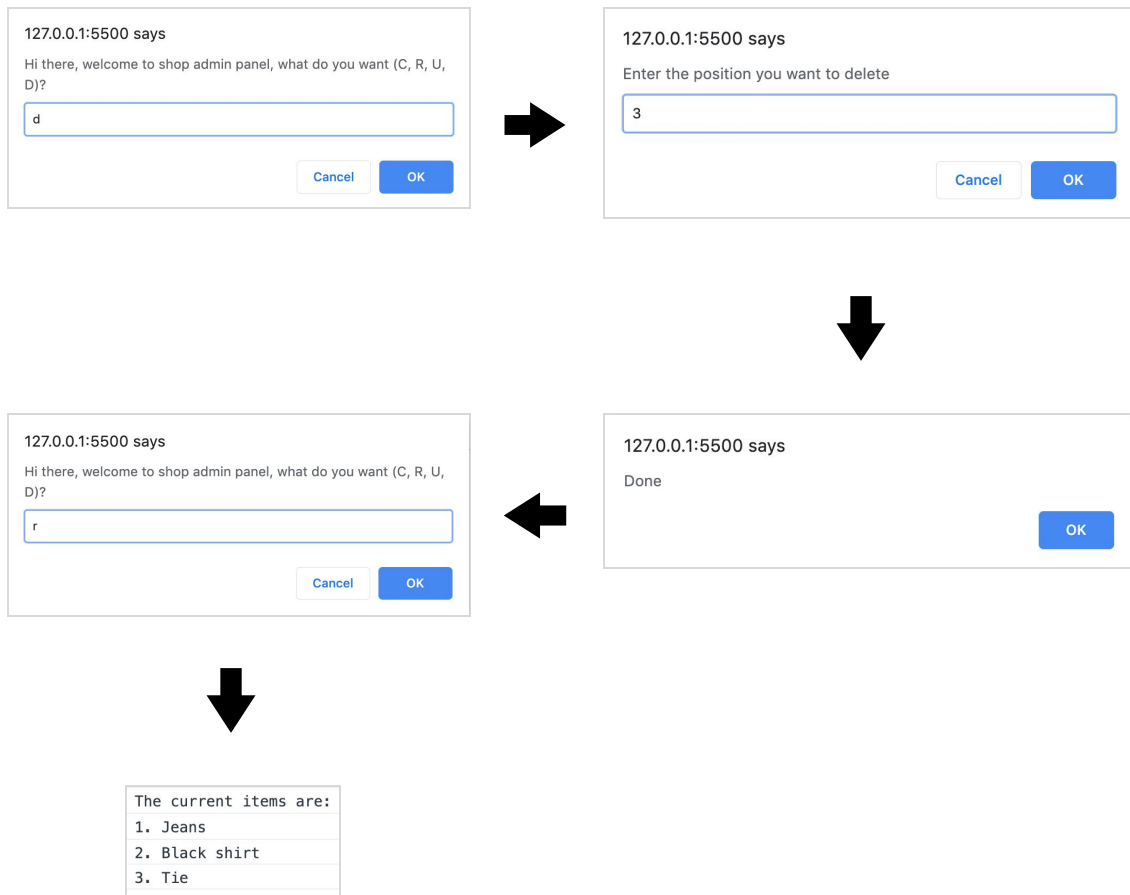 127.0.0.1:5500 says
Hi there, welcome to shop admin panel, what do you want (C, R, U,
D)?
d
Cancel
OK
127.0.0.1:5500 says
Enter the position you want to delete
3
Cancel
OK
127.0.0.1:5500 says
Done
OK
127.0.0.1:5500 says
Hi there, welcome to shop admin panel, what do you want (C, R, U,
D)?
r
Cancel
OK
The current items are:
1. Jeans
2. Black shirt
3. Tie